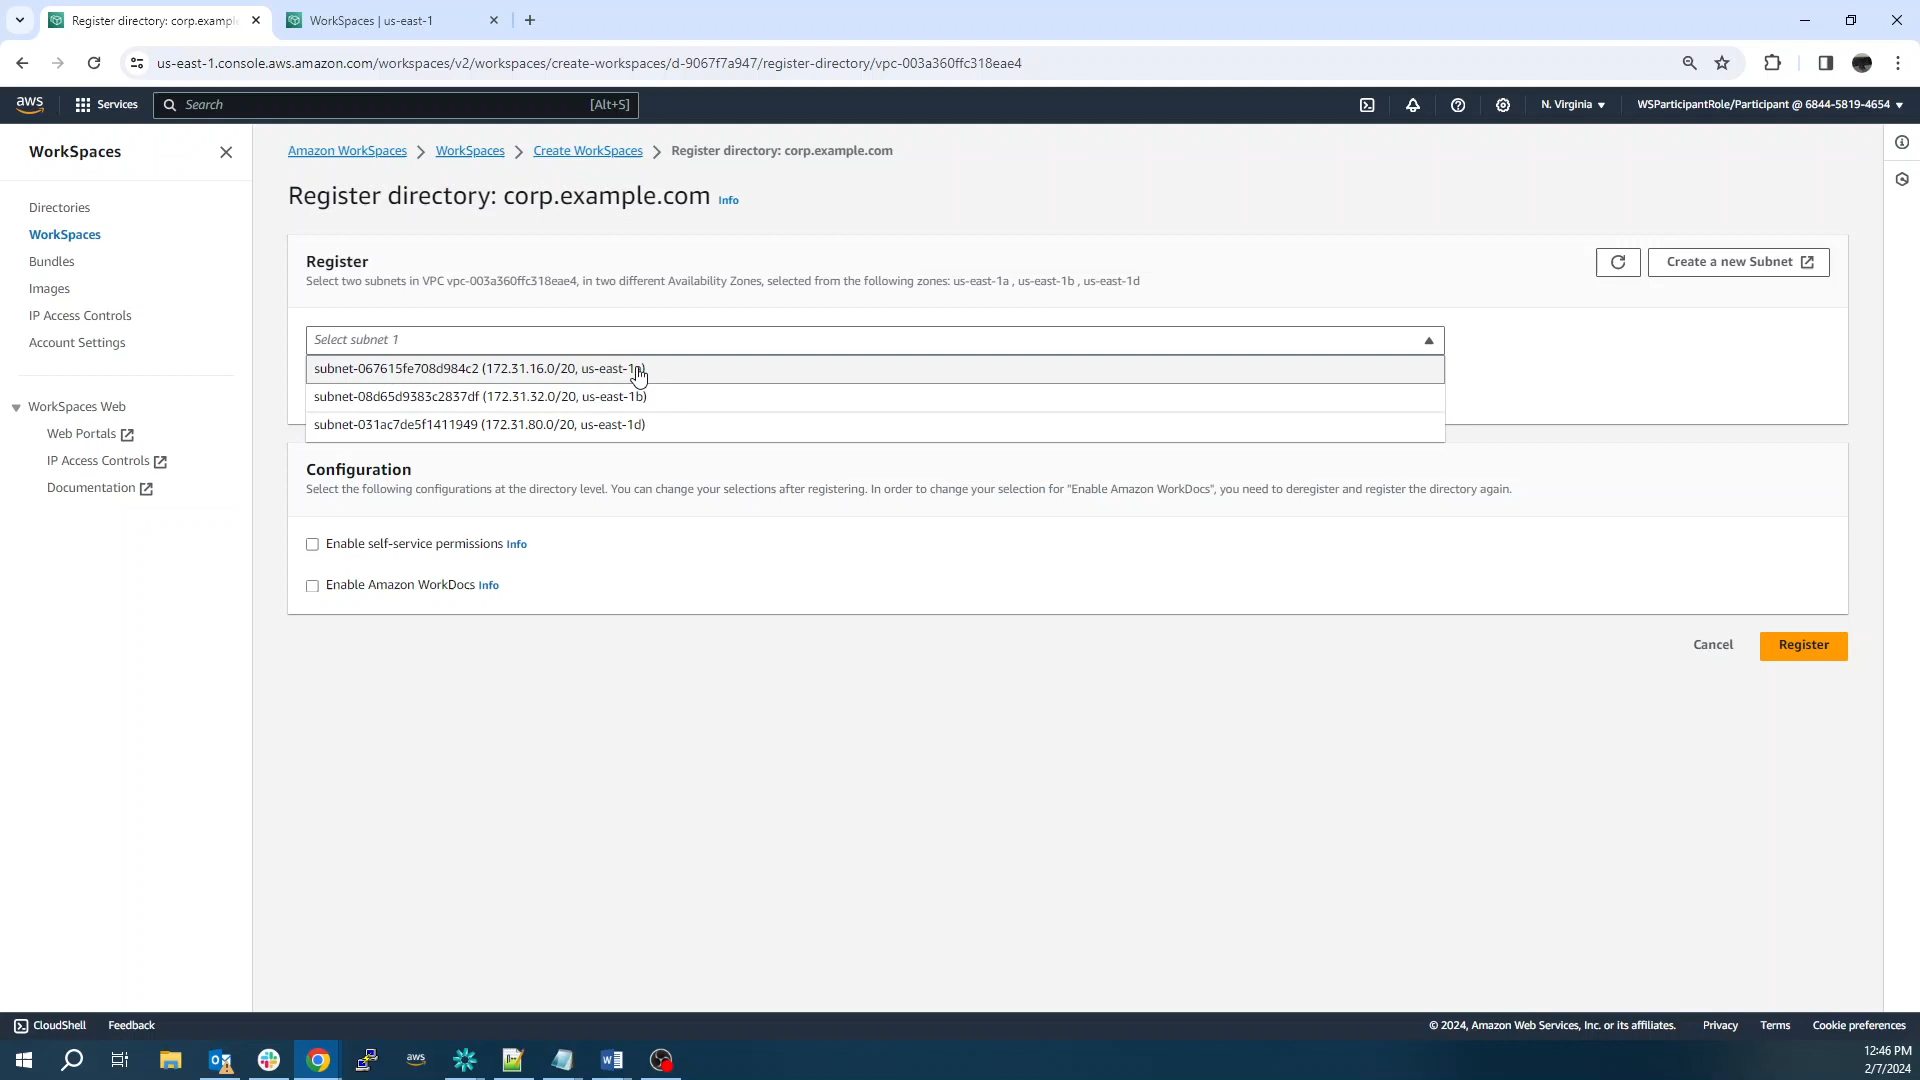 Register directory: corp.example
WorkSpaces | us-east-1
us-east-1.console.aws.amazon.com/workspaces/v2/workspaces/create-workspaces/d-9067f7a947/register-directory/vpc-003a360ffc318eae4
aws
Services
Search
[Alt+S]
N. Virginia
WSParticipantRole/Participant @ 6844-5819-4654
WorkSpaces
Directories
WorkSpaces
Bundles
Images
IP Access Controls
Account Settings
WorkSpaces Web
Web Portals
IP Access Controls
Documentation
Amazon WorkSpaces
WorkSpaces
Create WorkSpaces
Register directory: corp.example.com
Register directory: corp.example.com Info
Register
Select two subnets in VPC vpc-003a360ffc318eae4, in two different Availability Zones, selected from the following zones: us-east-1a , us-east-1b , us-east-1d
Create a new Subnet
Select subnet 1
subnet-067615fe708d984c2 (172.31.16.0/20, us-east-1a)
subnet-08d65d9383c2837df (172.31.32.0/20, us-east-1b)
subnet-031ac7de5f1411949 (172.31.80.0/20, us-east-1d)
Configuration
Select the following configurations at the directory level. You can change your selections after registering. In order to change your selection for "Enable Amazon WorkDocs", you need to deregister and register the directory again.
Enable self-service permissions Info
Enable Amazon WorkDocs Info
Cancel
Register
CloudShell
Feedback
© 2024, Amazon Web Services, Inc. or its affiliates.
Privacy
Terms
Cookie preferences
aws
12:46 PM
2/7/2024